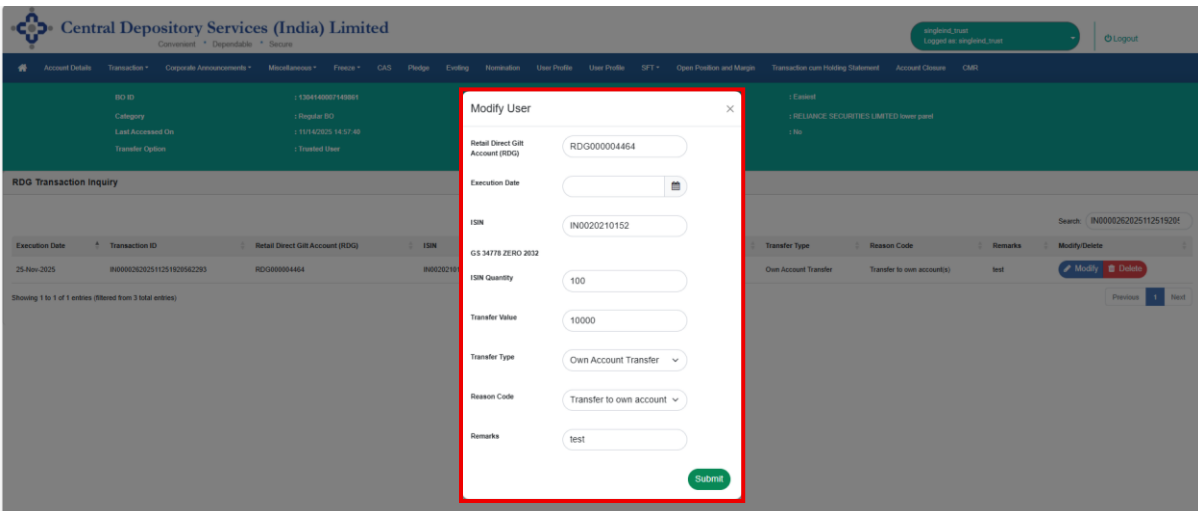 Central Depository Services (India) Limited
Convenient * Dependable * Secure
singleind_trust
Logged as: singleind_trust
Logout
Account Details Transaction Corporate Announcements Miscellaneous Freeze CAS Pledge Evoting Nomination User Profile User Profile SFT Open Position and Margin Transaction cum Holding Statement Account Closure CMR
BO ID
Category : Regular BO
Last Accessed On : 11/14/2025 14:57:40
Transfer Option : Trusted User
: Easiest
: RELIANCE SECURITIES LIMITED lower parel
: No
RDG Transaction Inquiry
Search:
Execution Date Transaction ID Retail Direct Gilt Account (RDG) ISIN Transfer Type Reason Code Remarks Modify/Delete
25-Nov-2025 RDG000004464 Own Account Transfer Transfer to own account(s) test Modify Delete
Showing 1 to 1 of 1 entries (filtered from 3 total entries)
Previous 1 Next
Modify User ×
Retail Direct Gilt Account (RDG) RDG000004464
Execution Date
ISIN IN0020210152
GS 34778 ZERO 2032
ISIN Quantity 100
Transfer Value 10000
Transfer Type Own Account Transfer
Reason Code Transfer to own account
Remarks test
Submit